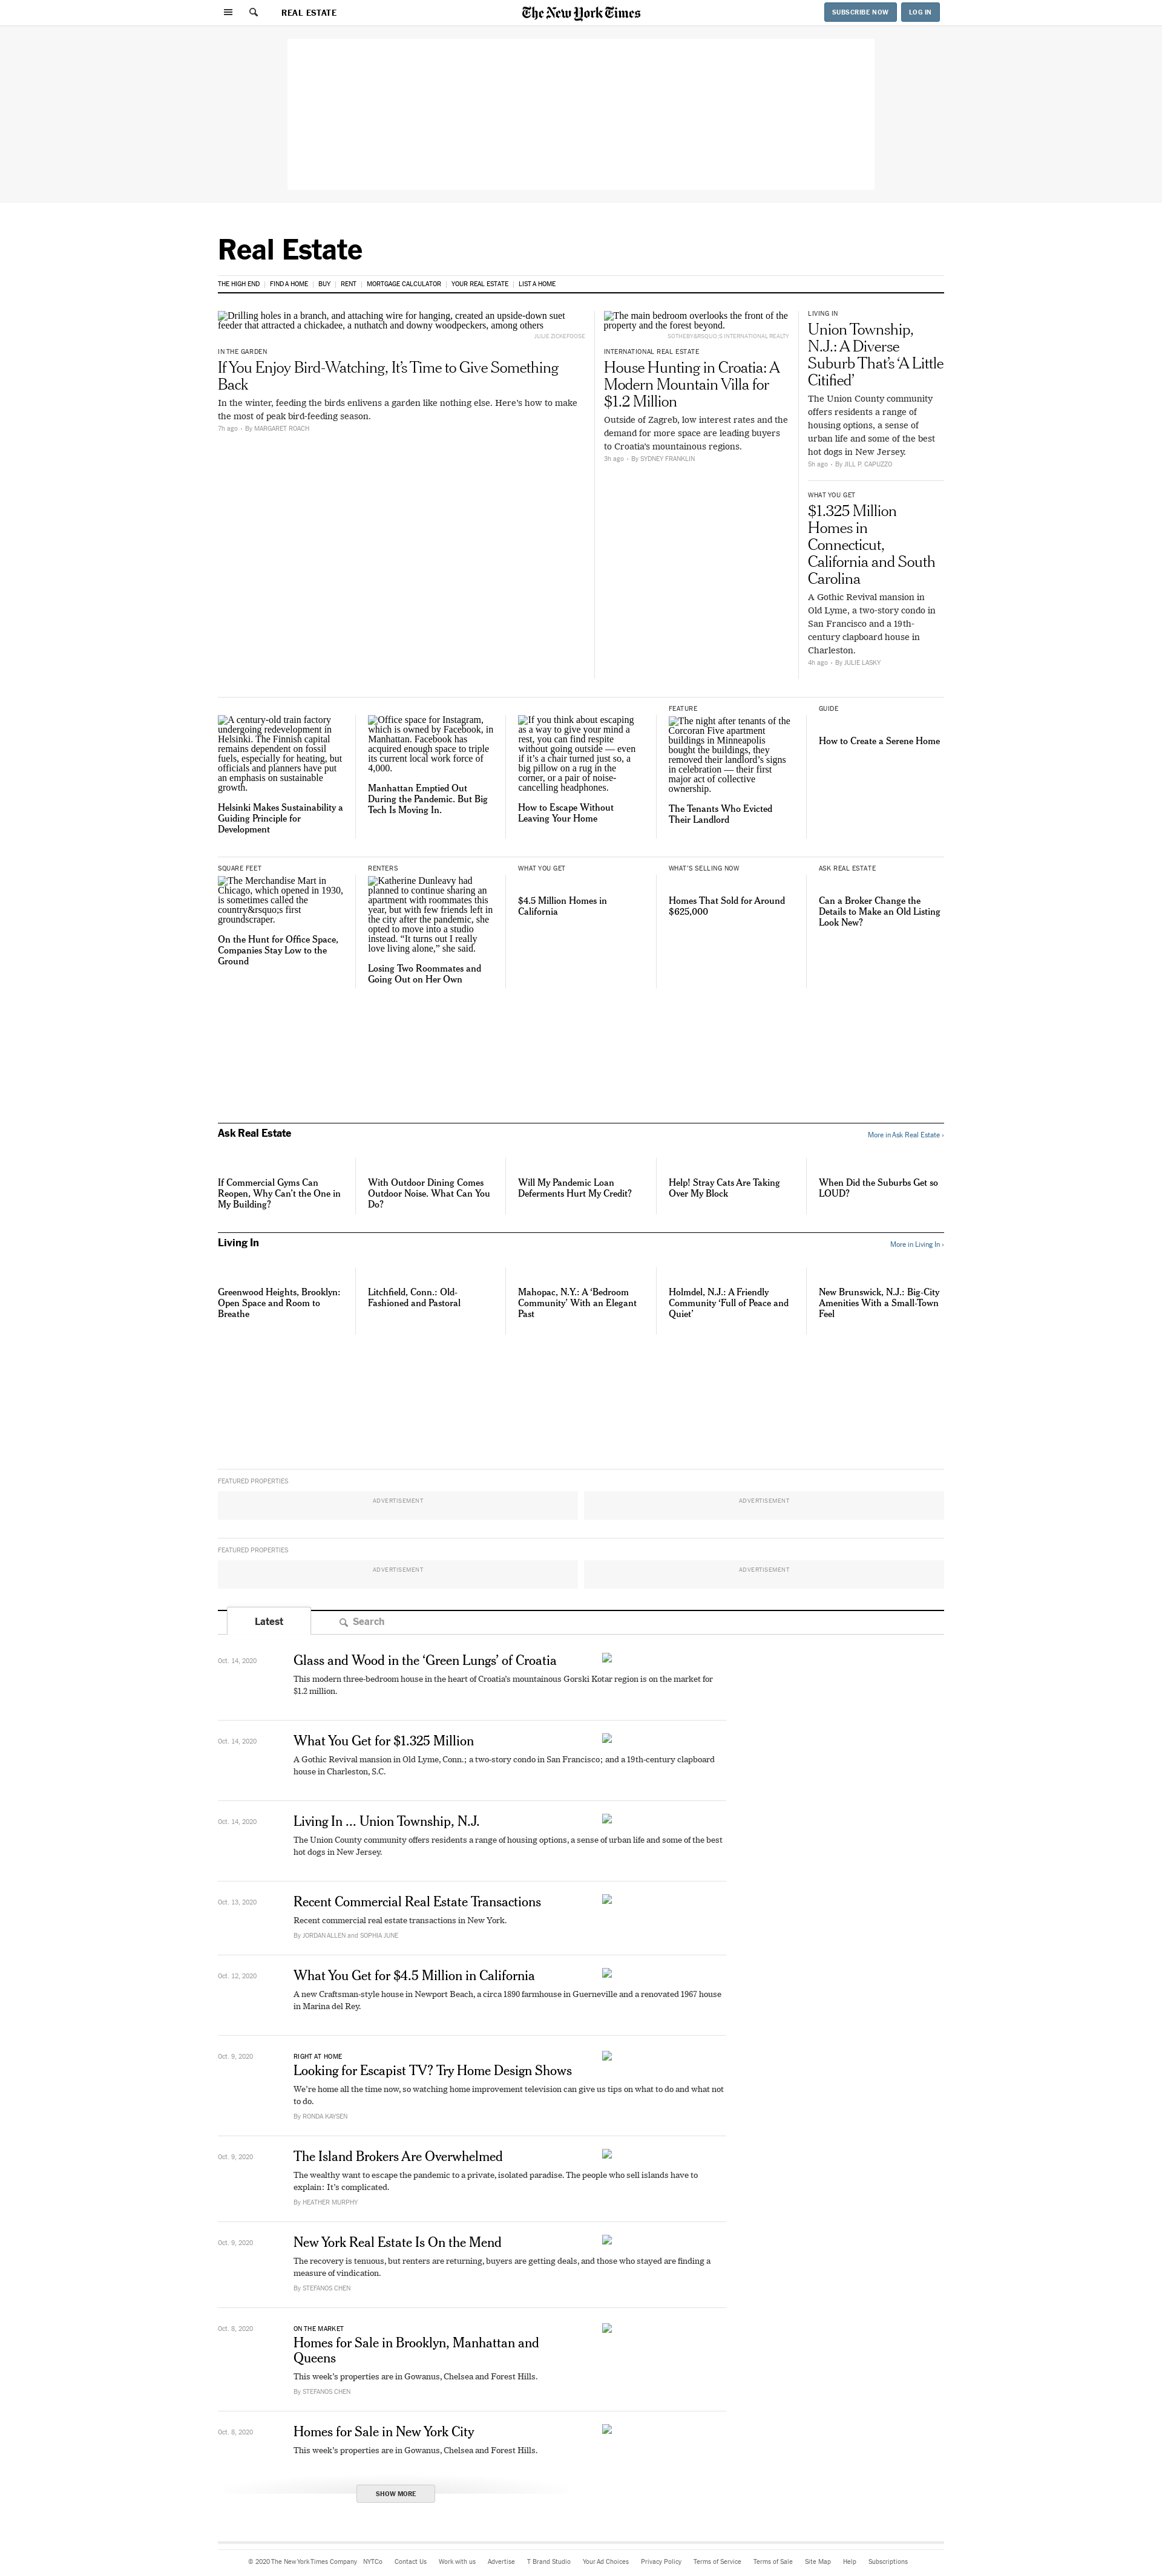 REAL ESTATE
The New York Times
SUBSCRIBE NOW
LOG IN
Real Estate
THE HIGH END
FIND A HOME
BUY
RENT
MORTGAGE CALCULATOR
YOUR REAL ESTATE
LIST A HOME
Drilling holes in a branch, and attaching wire for hanging, created an upside-down suet
feeder that attracted a chickadee, a nuthatch and downy woodpeckers, among others
JULIE ZICKEFOOSE
IN THE GARDEN
If You Enjoy Bird-Watching, It’s Time to Give Something
Back
In the winter, feeding the birds enlivens a garden like nothing else. Here’s how to make
the most of peak bird-feeding season.
7h ago • By MARGARET ROACH
The main bedroom overlooks the front of the
property and the forest beyond.
SOTHEBY&RSQUO;S INTERNATIONAL REALTY
INTERNATIONAL REAL ESTATE
House Hunting in Croatia: A
Modern Mountain Villa for
$1.2 Million
Outside of Zagreb, low interest rates and the
demand for more space are leading buyers
to Croatia’s mountainous regions.
3h ago • By SYDNEY FRANKLIN
LIVING IN
Union Township,
N.J.: A Diverse
Suburb That’s ‘A Little
Citified’
The Union County community
offers residents a range of
housing options, a sense of
urban life and some of the best
hot dogs in New Jersey.
5h ago • By JILL P. CAPUZZO
WHAT YOU GET
$1.325 Million
Homes in
Connecticut,
California and South
Carolina
A Gothic Revival mansion in
Old Lyme, a two-story condo in
San Francisco and a 19th-
century clapboard house in
Charleston.
4h ago • By JULIE LASKY
A century-old train factory
undergoing redevelopment in
Helsinki. The Finnish capital
remains dependent on fossil
fuels, especially for heating, but
officials and planners have put
an emphasis on sustainable
growth.
Helsinki Makes Sustainability a
Guiding Principle for
Development
Office space for Instagram,
which is owned by Facebook, in
Manhattan. Facebook has
acquired enough space to triple
its current local work force of
4,000.
Manhattan Emptied Out
During the Pandemic. But Big
Tech Is Moving In.
If you think about escaping
as a way to give your mind a
rest, you can find respite
without going outside — even
if it’s a chair turned just so, a
big pillow on a rug in the
corner, or a pair of noise-
cancelling headphones.
How to Escape Without
Leaving Your Home
FEATURE
The night after tenants of the
Corcoran Five apartment
buildings in Minneapolis
bought the buildings, they
removed their landlord’s signs
in celebration — their first
major act of collective
ownership.
The Tenants Who Evicted
Their Landlord
GUIDE
How to Create a Serene Home
SQUARE FEET
The Merchandise Mart in
Chicago, which opened in 1930,
is sometimes called the
country&rsquo;s first
groundscraper.
On the Hunt for Office Space,
Companies Stay Low to the
Ground
RENTERS
Katherine Dunleavy had
planned to continue sharing an
apartment with roommates this
year, but with few friends left in
the city after the pandemic, she
opted to move into a studio
instead. “It turns out I really
love living alone,” she said.
Losing Two Roommates and
Going Out on Her Own
WHAT YOU GET
$4.5 Million Homes in
California
WHAT’S SELLING NOW
Homes That Sold for Around
$625,000
ASK REAL ESTATE
Can a Broker Change the
Details to Make an Old Listing
Look New?
Ask Real Estate
More in Ask Real Estate ›
If Commercial Gyms Can
Reopen, Why Can’t the One in
My Building?
With Outdoor Dining Comes
Outdoor Noise. What Can You
Do?
Will My Pandemic Loan
Deferments Hurt My Credit?
Help! Stray Cats Are Taking
Over My Block
When Did the Suburbs Get so
LOUD?
Living In
More in Living In ›
Greenwood Heights, Brooklyn:
Open Space and Room to
Breathe
Litchfield, Conn.: Old-
Fashioned and Pastoral
Mahopac, N.Y.: A ‘Bedroom
Community’ With an Elegant
Past
Holmdel, N.J.: A Friendly
Community ‘Full of Peace and
Quiet’
New Brunswick, N.J.: Big-City
Amenities With a Small-Town
Feel
FEATURED PROPERTIES
ADVERTISEMENT
ADVERTISEMENT
FEATURED PROPERTIES
ADVERTISEMENT
ADVERTISEMENT
Latest
Search
Oct. 14, 2020
Glass and Wood in the ‘Green Lungs’ of Croatia
This modern three-bedroom house in the heart of Croatia’s mountainous Gorski Kotar region is on the market for
$1.2 million.
Oct. 14, 2020
What You Get for $1.325 Million
A Gothic Revival mansion in Old Lyme, Conn.; a two-story condo in San Francisco; and a 19th-century clapboard
house in Charleston, S.C.
Oct. 14, 2020
Living In ... Union Township, N.J.
The Union County community offers residents a range of housing options, a sense of urban life and some of the best
hot dogs in New Jersey.
Oct. 13, 2020
Recent Commercial Real Estate Transactions
Recent commercial real estate transactions in New York.
By JORDAN ALLEN and SOPHIA JUNE
Oct. 12, 2020
What You Get for $4.5 Million in California
A new Craftsman-style house in Newport Beach, a circa 1890 farmhouse in Guerneville and a renovated 1967 house
in Marina del Rey.
Oct. 9, 2020
RIGHT AT HOME
Looking for Escapist TV? Try Home Design Shows
We’re home all the time now, so watching home improvement television can give us tips on what to do and what not
to do.
By RONDA KAYSEN
Oct. 9, 2020
The Island Brokers Are Overwhelmed
The wealthy want to escape the pandemic to a private, isolated paradise. The people who sell islands have to
explain: It’s complicated.
By HEATHER MURPHY
Oct. 9, 2020
New York Real Estate Is On the Mend
The recovery is tenuous, but renters are returning, buyers are getting deals, and those who stayed are finding a
measure of vindication.
By STEFANOS CHEN
Oct. 8, 2020
ON THE MARKET
Homes for Sale in Brooklyn, Manhattan and
Queens
This week’s properties are in Gowanus, Chelsea and Forest Hills.
By STEFANOS CHEN
Oct. 8, 2020
Homes for Sale in New York City
This week’s properties are in Gowanus, Chelsea and Forest Hills.
SHOW MORE
© 2020 The New York Times Company
NYTCo
Contact Us
Work with us
Advertise
T Brand Studio
Your Ad Choices
Privacy Policy
Terms of Service
Terms of Sale
Site Map
Help
Subscriptions